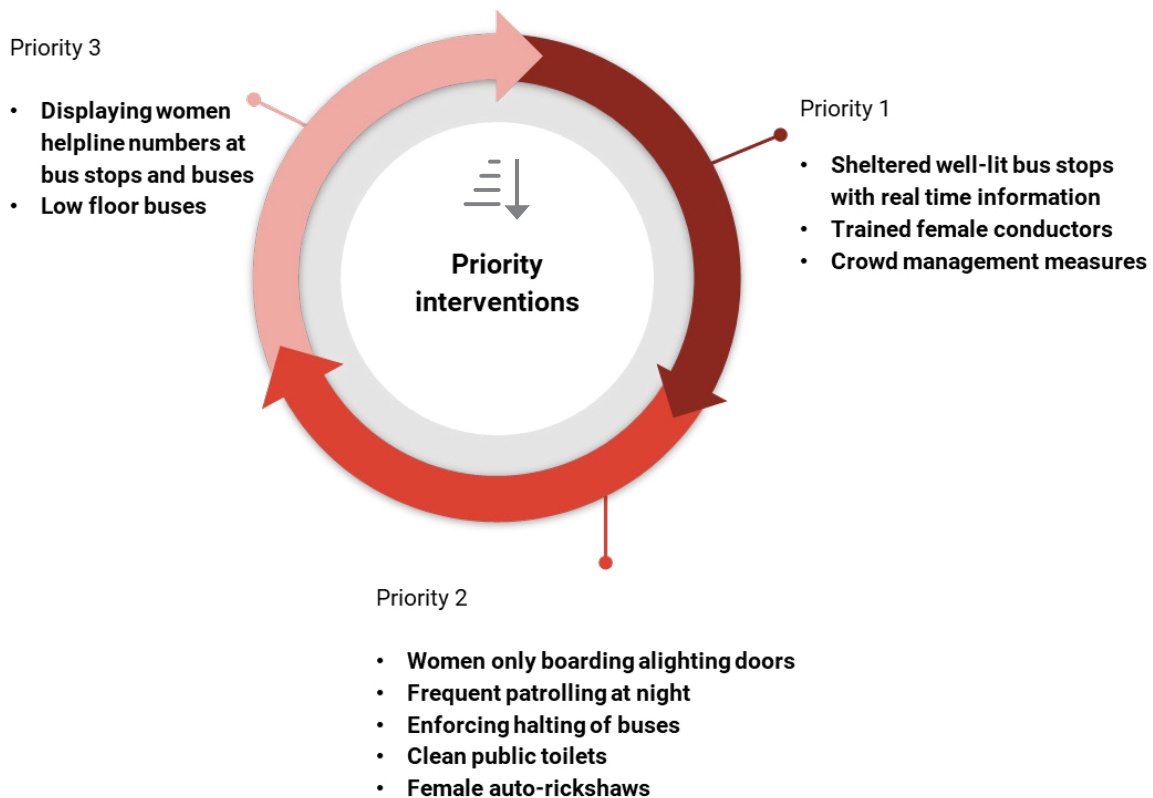 Priority 3
• Displaying women
helpline numbers at
bus stops and buses
• Low floor buses
Priority interventions
Priority 1
• Sheltered well-lit bus stops
with real time information
• Trained female conductors
• Crowd management measures
Priority 2
• Women only boarding alighting doors
• Frequent patrolling at night
• Enforcing halting of buses
• Clean public toilets
• Female auto-rickshaws